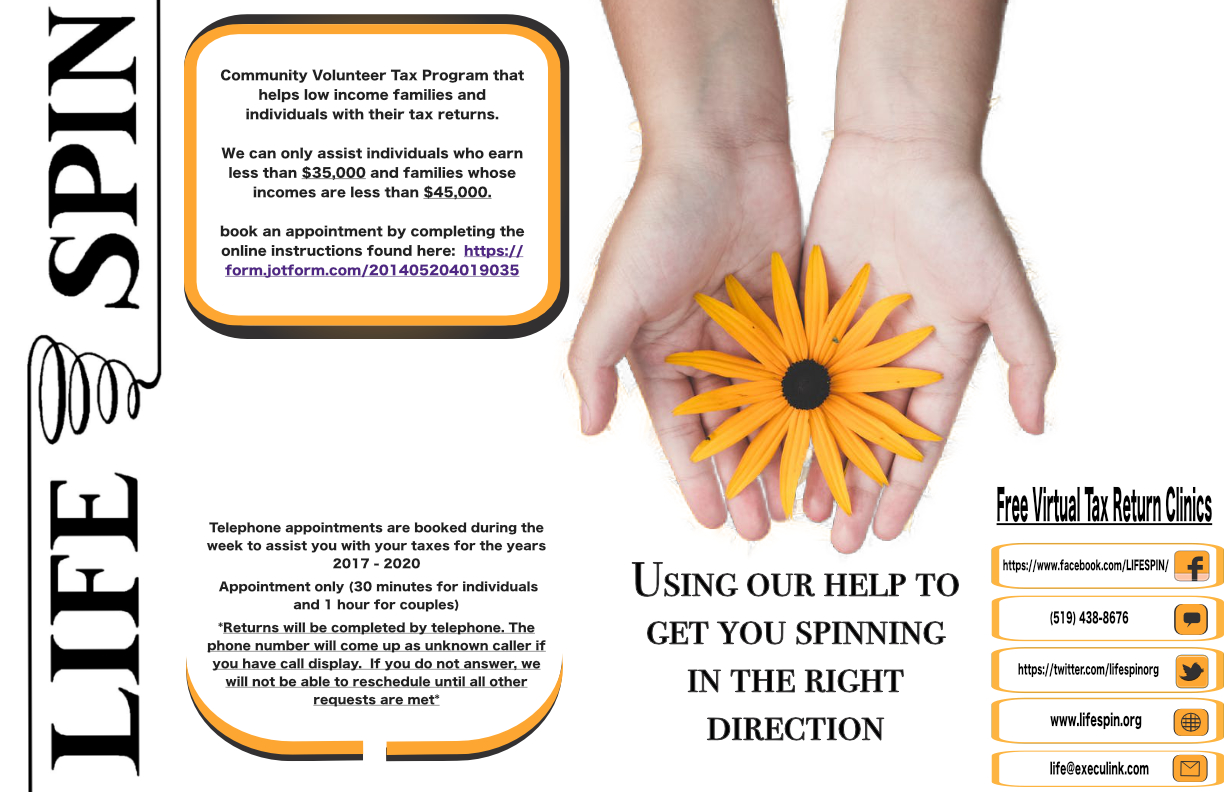 LIFE SPIN
Community Volunteer Tax Program that
helps low income families and
individuals with their tax returns.
We can only assist individuals who earn
less than $35,000 and families whose
incomes are less than $45,000.
book an appointment by completing the
online instructions found here: https://
form.jotform.com/201405204019035
Telephone appointments are booked during the
week to assist you with your taxes for the years
2017 - 2020
Appointment only (30 minutes for individuals
and 1 hour for couples)
*Returns will be completed by telephone. The
phone number will come up as unknown caller if
you have call display. If you do not answer, we
will not be able to reschedule until all other
requests are met*
USING OUR HELP TO
GET YOU SPINNING
IN THE RIGHT
DIRECTION
Free Virtual Tax Return Clinics
https://www.facebook.com/LIFESPIN/
(519) 438-8676
https://twitter.com/lifespinorg
www.lifespin.org
life@execulink.com